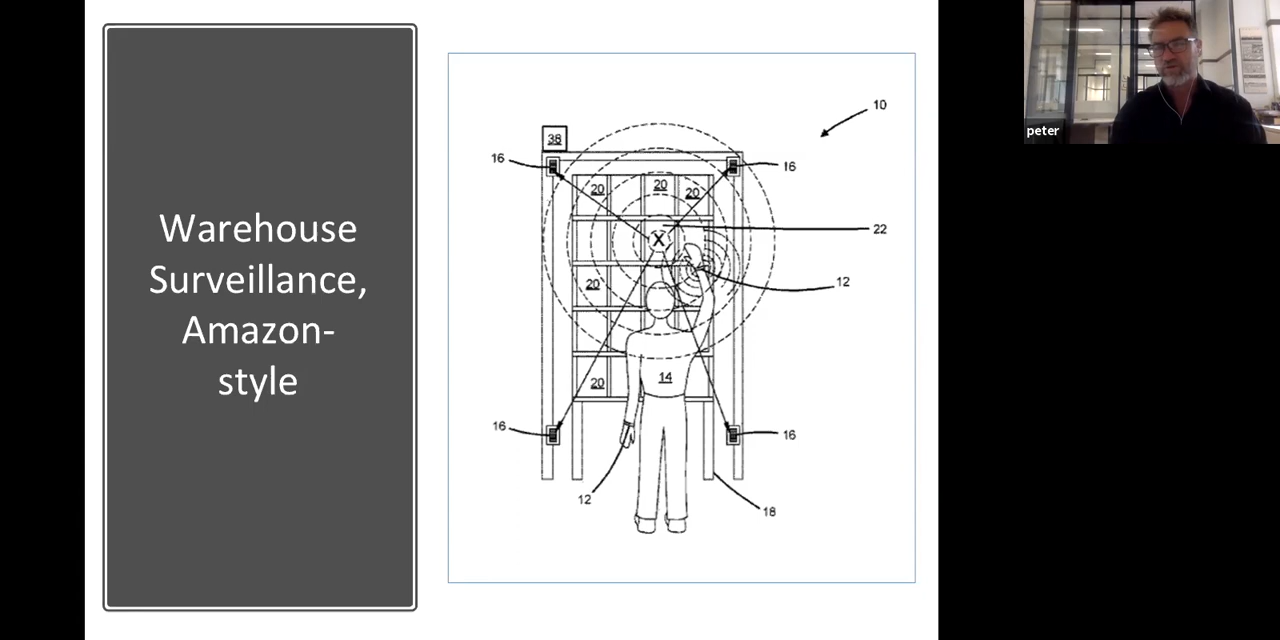 Warehouse
Surveillance,
Amazon-
style
10
38
16
16
20
20
20
22
X
12
20
14
20
16
16
12
18
peter